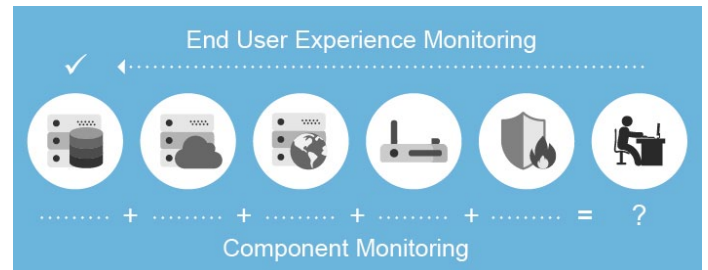 End User Experience Monitoring
+ + + + = ?
Component Monitoring